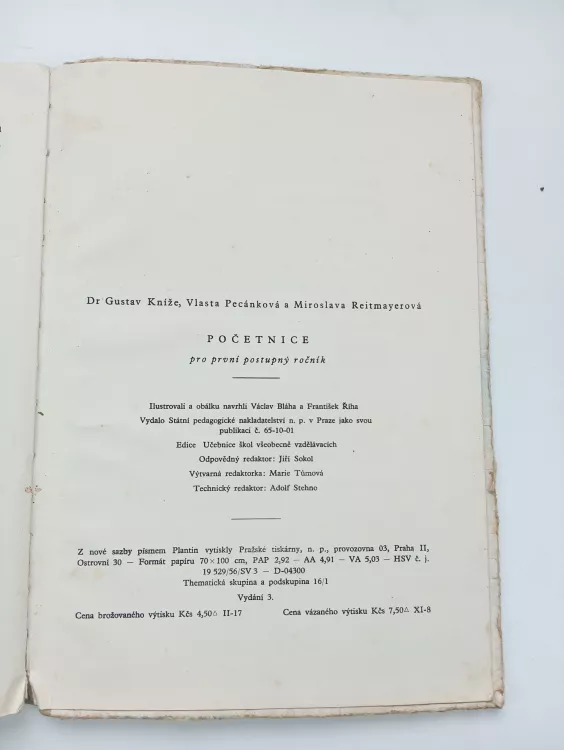 Dr Gustav Kníže, Vlasta Pecánková a Miroslava Reitmayerová
POČETNICE
pro první postupný ročník
Ilustrovali a obálku navrhli Václav Bláha a František Říha
Vydalo Státní pedagogické nakladatelství n. p. v Praze jako svou
publikaci č. 65-10-01
Edice Učebnice škol všeobecně vzdělávacích
Odpovědný redaktor: Jiří Sokol
Výtvarná redaktorka: Marie Tůmová
Technický redaktor: Adolf Stehno
Z nové sazby písmem Plantin vytiskly Pražské tiskárny, n. p., provozovna 03, Praha II,
Ostrovní 30 — Formát papíru 70×100 cm, PAP 2,92 — AA 4,91 — VA 5,03 — HSV č. j.
19 529/56/SV 3 — D-04300
Thematická skupina a podskupina 16/1
Vydání 3.
Cena brožovaného výtisku Kčs 4,50△ II-17 Cena vázaného výtisku Kčs 7,50△ XI-8